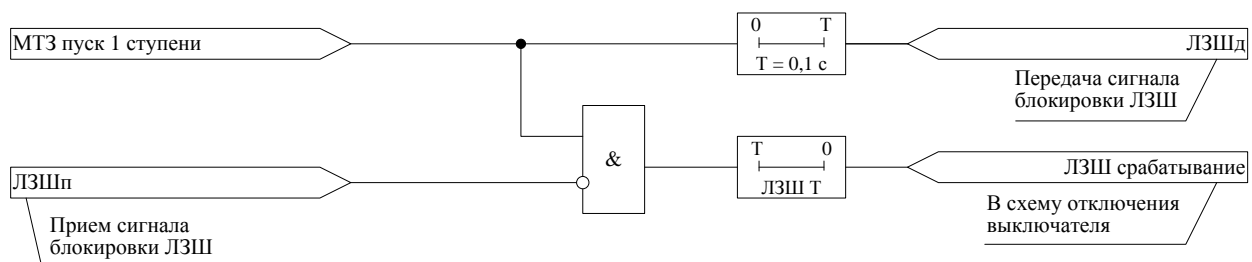 МТЗ пуск 1 ступени
0 T
T = 0,1 с
ЛЗШд
Передача сигнала
блокировки ЛЗШ
&
ЛЗШп
Прием сигнала
блокировки ЛЗШ
T 0
ЛЗШ T
ЛЗШ срабатывание
В схему отключения
выключателя